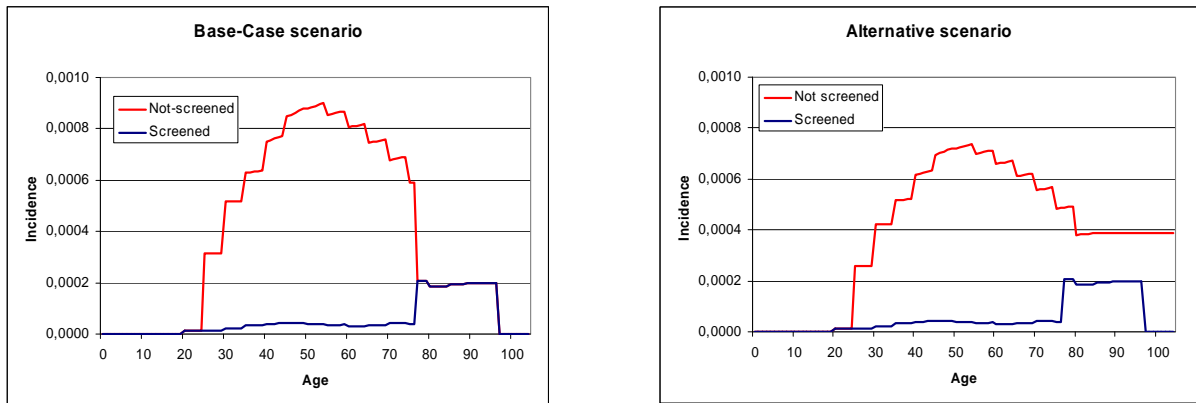 Base-Case scenario
Incidence
0,0010
0,0008
0,0006
0,0004
0,0002
0,0000
Not-screened
Screened
0 10 20 30 40 50 60 70 80 90 100
Age
Alternative scenario
Incidence
0,0010
0,0008
0,0006
0,0004
0,0002
0,0000
Not screened
Screened
0 10 20 30 40 50 60 70 80 90 100
Age